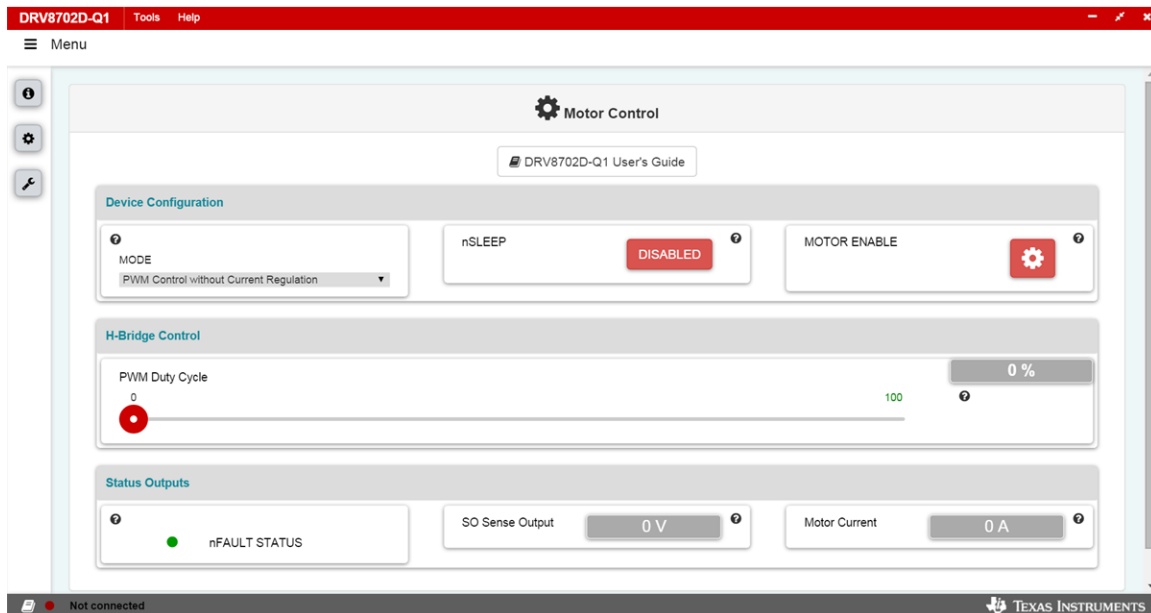 DRV8702D-Q1 Tools Help
Menu
Motor Control
DRV8702D-Q1 User's Guide
Device Configuration
MODE
PWM Control without Current Regulation
nSLEEP
DISABLED
MOTOR ENABLE
H-Bridge Control
PWM Duty Cycle
0 %
0
100
Status Outputs
nFAULT STATUS
SO Sense Output
0 V
Motor Current
0 A
Not connected
TEXAS INSTRUMENTS